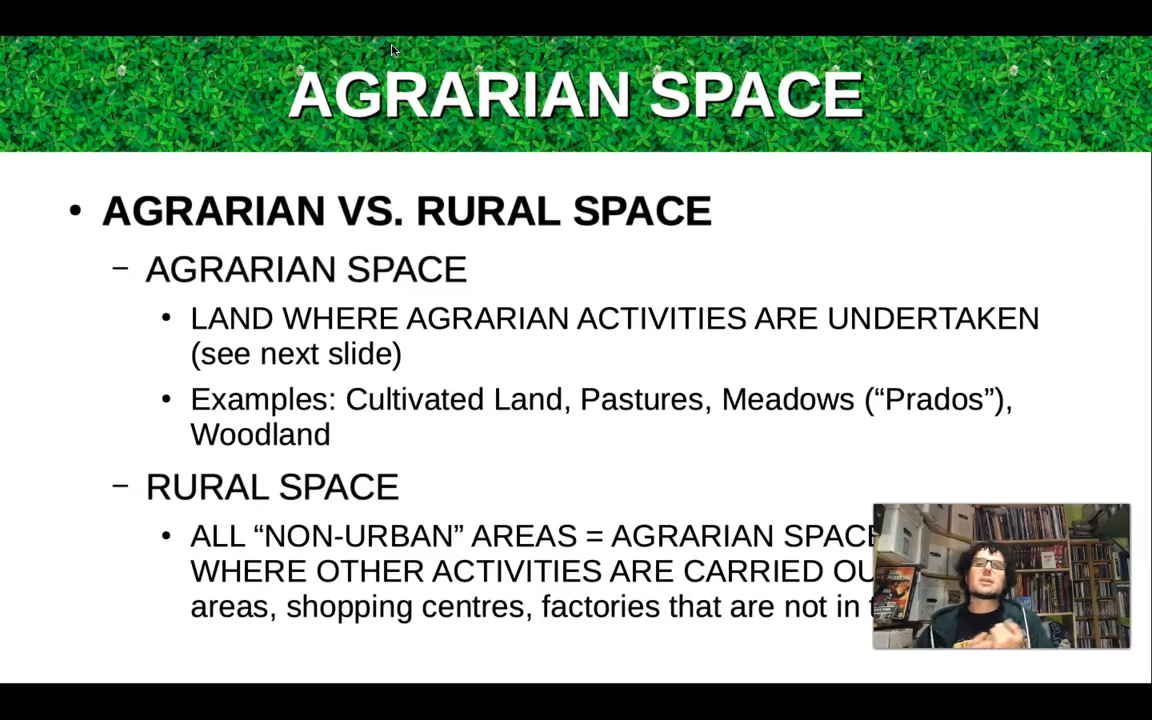 AGRARIAN SPACE
• AGRARIAN VS. RURAL SPACE
– AGRARIAN SPACE
• LAND WHERE AGRARIAN ACTIVITIES ARE UNDERTAKEN
(see next slide)
• Examples: Cultivated Land, Pastures, Meadows (“Prados”),
Woodland
– RURAL SPACE
• ALL “NON-URBAN” AREAS = AGRARIAN SPACE
WHERE OTHER ACTIVITIES ARE CARRIED
areas, shopping centres, factories that are not in